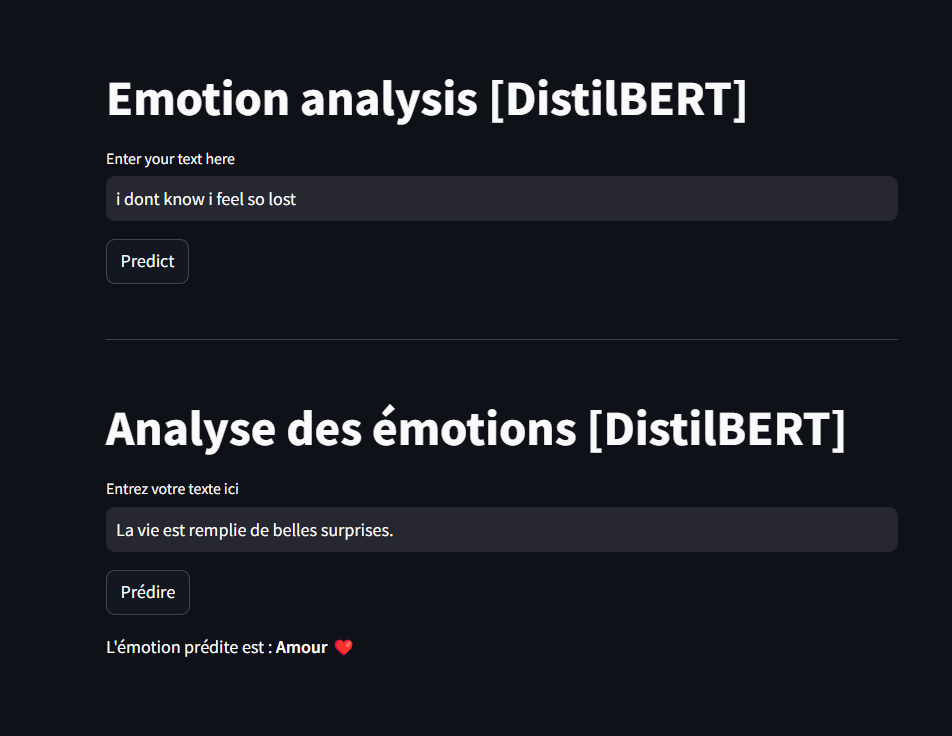 Emotion analysis [DistilBERT]
Enter your text here
i dont know i feel so lost
Predict
Analyse des émotions [DistilBERT]
Entrez votre texte ici
La vie est remplie de belles surprises.
Prédire
L'émotion prédite est : Amour ❤️